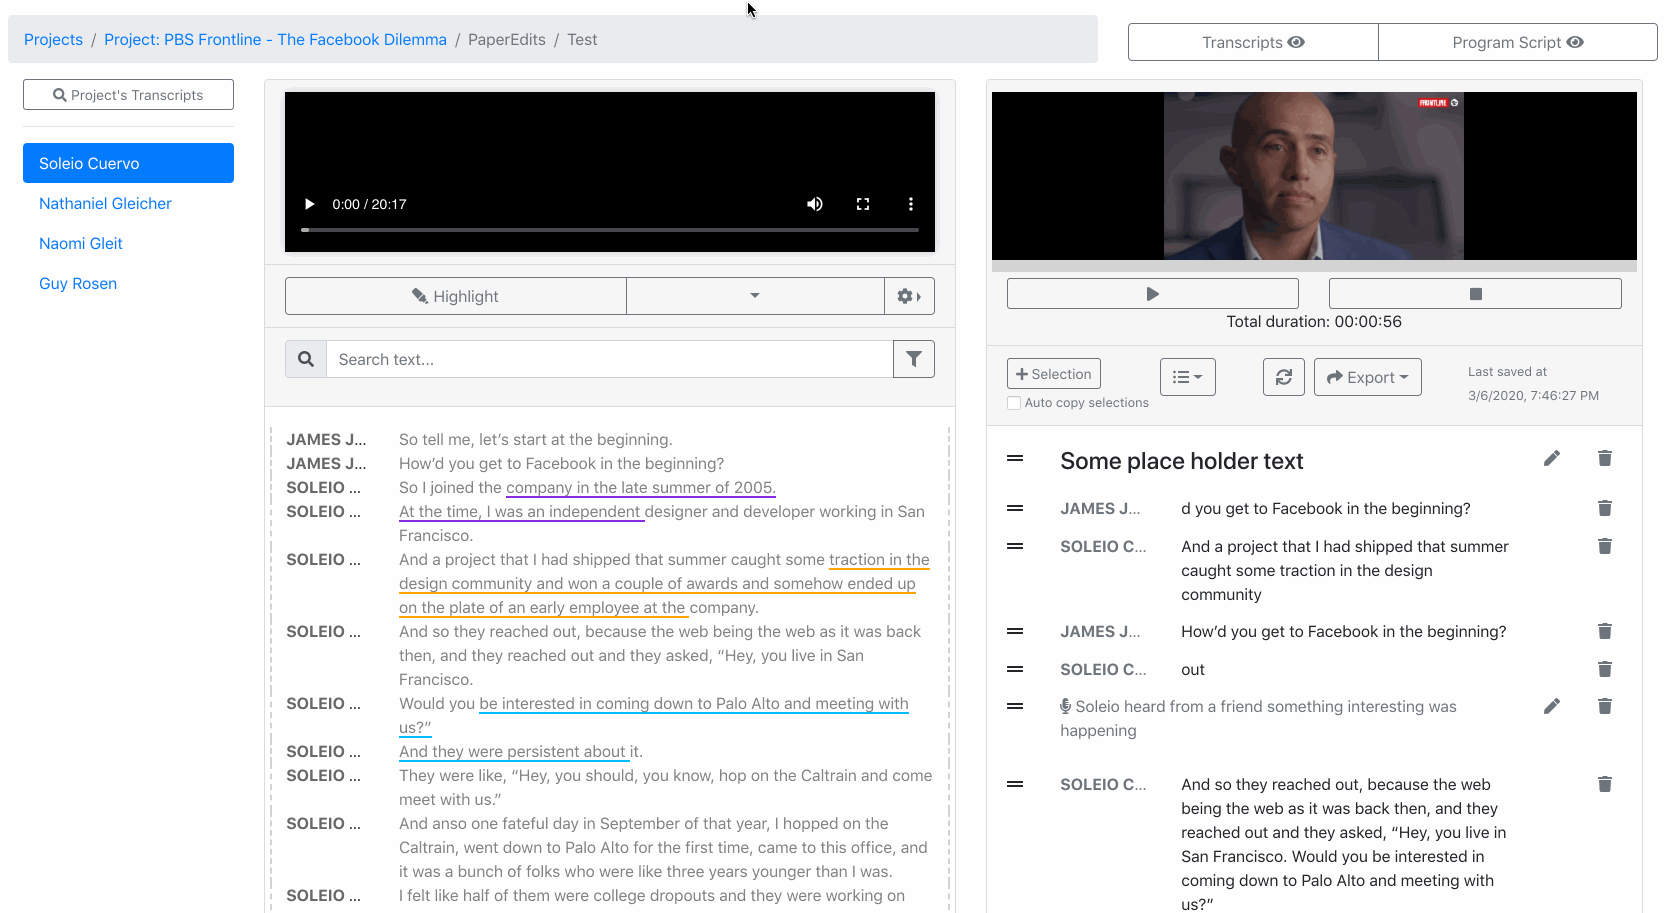 Projects / Project: PBS Frontline - The Facebook Dilemma / PaperEdits / Test
Transcripts
Program Script
Project's Transcripts
Soleio Cuervo
Nathaniel Gleicher
Naomi Gleit
Guy Rosen
0:00 / 20:17
Highlight
Search text...
JAMES J... So tell me, let’s start at the beginning.
JAMES J... How’d you get to Facebook in the beginning?
SOLEIO ... So I joined the company in the late summer of 2005.
SOLEIO ... At the time, I was an independent designer and developer working in San
Francisco.
SOLEIO ... And a project that I had shipped that summer caught some traction in the
design community and won a couple of awards and somehow ended up
on the plate of an early employee at the company.
SOLEIO ... And so they reached out, because the web being the web as it was back
then, and they reached out and they asked, “Hey, you live in San
Francisco.
SOLEIO ... Would you be interested in coming down to Palo Alto and meeting with
us?”
SOLEIO ... And they were persistent about it.
SOLEIO ... They were like, “Hey, you should, you know, hop on the Caltrain and come
meet with us.”
SOLEIO ... And anso one fateful day in September of that year, I hopped on the
Caltrain, went down to Palo Alto for the first time, came to this office, and
it was a bunch of folks who were like three years younger than I was.
SOLEIO ... I felt like half of them were college dropouts and they were working on
FRONTLINE
Total duration: 00:00:56
Selection
Auto copy selections
Export
Last saved at
3/6/2020, 7:46:27 PM
Some place holder text
JAMES J... d you get to Facebook in the beginning?
SOLEIO C... And a project that I had shipped that summer
caught some traction in the design
community
JAMES J... How’d you get to Facebook in the beginning?
SOLEIO C... out
Soleio heard from a friend something interesting was
happening
SOLEIO C... And so they reached out, because the web
being the web as it was back then, and they
reached out and they asked, “Hey, you live in
San Francisco. Would you be interested in
coming down to Palo Alto and meeting with
us?”